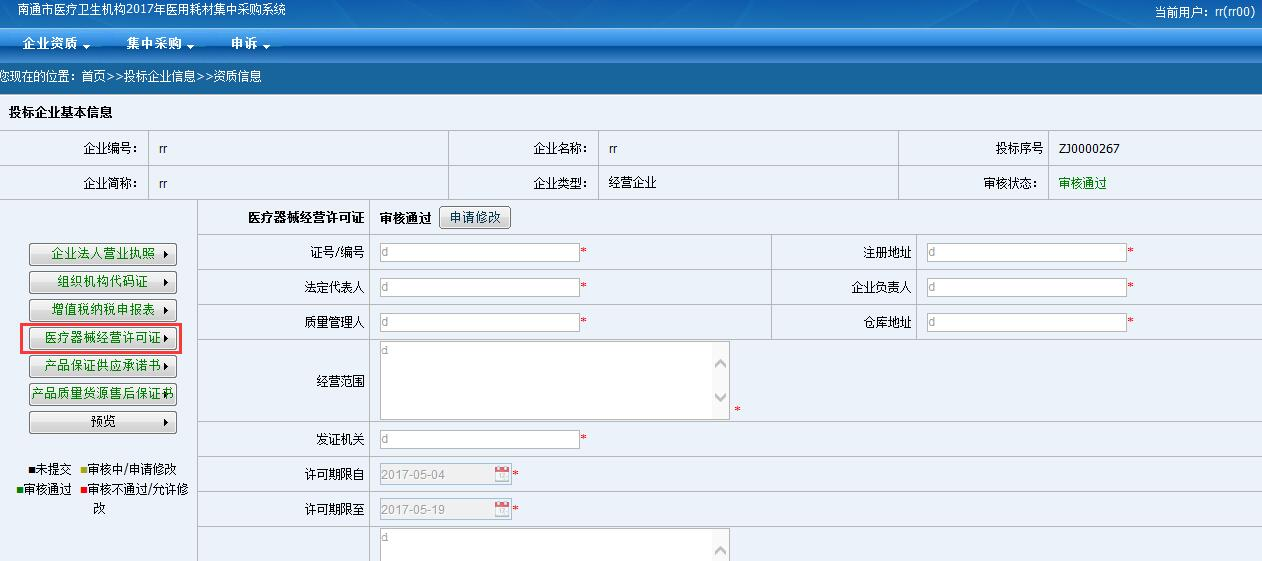 南通市医疗卫生机构2017年医用耗材集中采购系统
当前用户：rr(rr00)
企业资质 集中采购 申诉
您现在的位置：首页>>投标企业信息>>资质信息
投标企业基本信息
企业编号： rr 企业名称： rr 投标序号 ZJ0000267
企业简称： rr 企业类型： 经营企业 审核状态： 审核通过
企业法人营业执照
组织机构代码证
增值税纳税申报表
医疗器械经营许可证
产品保证供应承诺书
产品质量货源售后保证书
预览
■未提交 ■审核中/申请修改
■审核通过 ■审核不通过/允许修
改
医疗器械经营许可证 审核通过 申请修改
证号/编号 d * 注册地址 d *
法定代表人 d * 企业负责人 d *
质量管理人 d * 仓库地址 d *
经营范围 d *
发证机关 d *
许可期限自 2017-05-04 *
许可期限至 2017-05-19 *
d